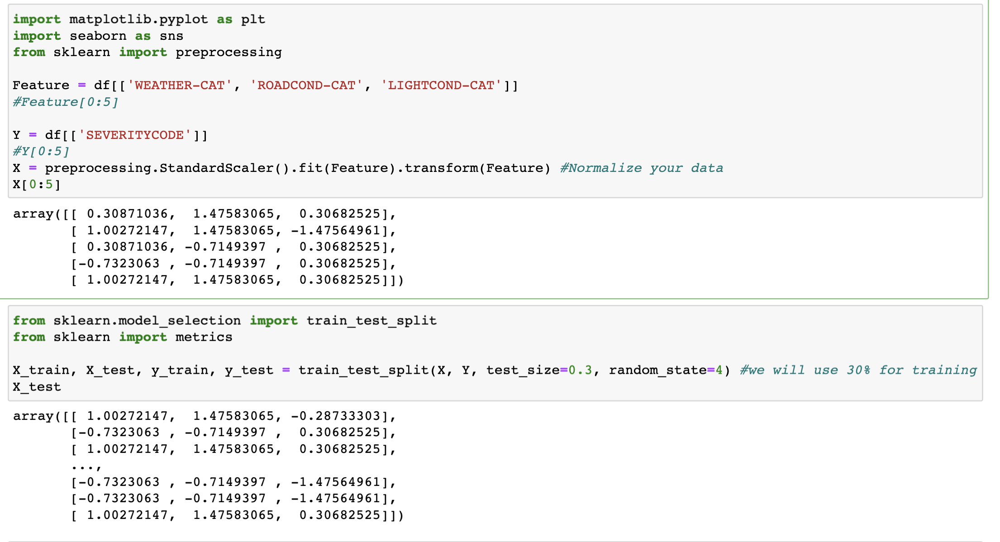 import matplotlib.pyplot as plt
import seaborn as sns
from sklearn import preprocessing
Feature = df[['WEATHER-CAT', 'ROADCOND-CAT', 'LIGHTCOND-CAT']]
#Feature[0:5]
Y = df[['SEVERITYCODE']]
#Y[0:5]
X = preprocessing.StandardScaler().fit(Feature).transform(Feature) #Normalize your data
X[0:5]
array([[ 0.30871036,  1.47583065,  0.30682525],
       [ 1.00272147,  1.47583065, -1.47564961],
       [ 0.30871036, -0.7149397 ,  0.30682525],
       [-0.7323063 , -0.7149397 ,  0.30682525],
       [ 1.00272147,  1.47583065,  0.30682525]])
from sklearn.model_selection import train_test_split
from sklearn import metrics
X_train, X_test, y_train, y_test = train_test_split(X, Y, test_size=0.3, random_state=4) #we will use 30% for training
X_test
array([[ 1.00272147,  1.47583065, -0.28733303],
       [-0.7323063 , -0.7149397 ,  0.30682525],
       [ 1.00272147,  1.47583065,  0.30682525],
       ...,
       [-0.7323063 , -0.7149397 , -1.47564961],
       [-0.7323063 , -0.7149397 , -1.47564961],
       [ 1.00272147,  1.47583065,  0.30682525]])